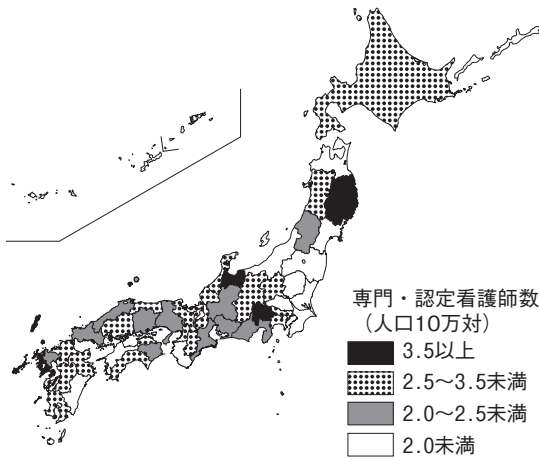 専門・認定看護師数
(人口10万対)
3.5以上
2.5〜3.5未満
2.0〜2.5未満
2.0未満